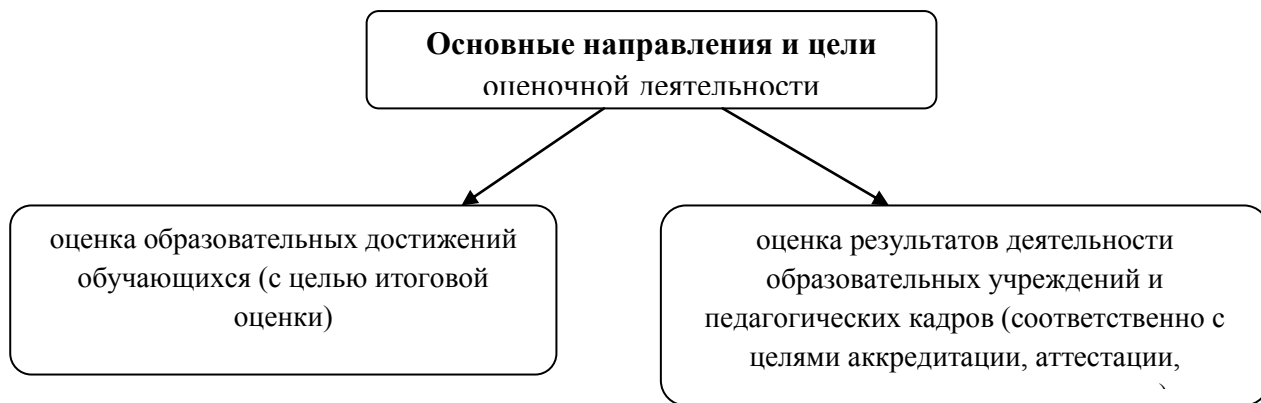 Основные направления и цели
оценочной деятельности
оценка образовательных достижений
обучающихся (с целью итоговой
оценки)
оценка результатов деятельности
образовательных учреждений и
педагогических кадров (соответственно с
целями аккредитации, аттестации,